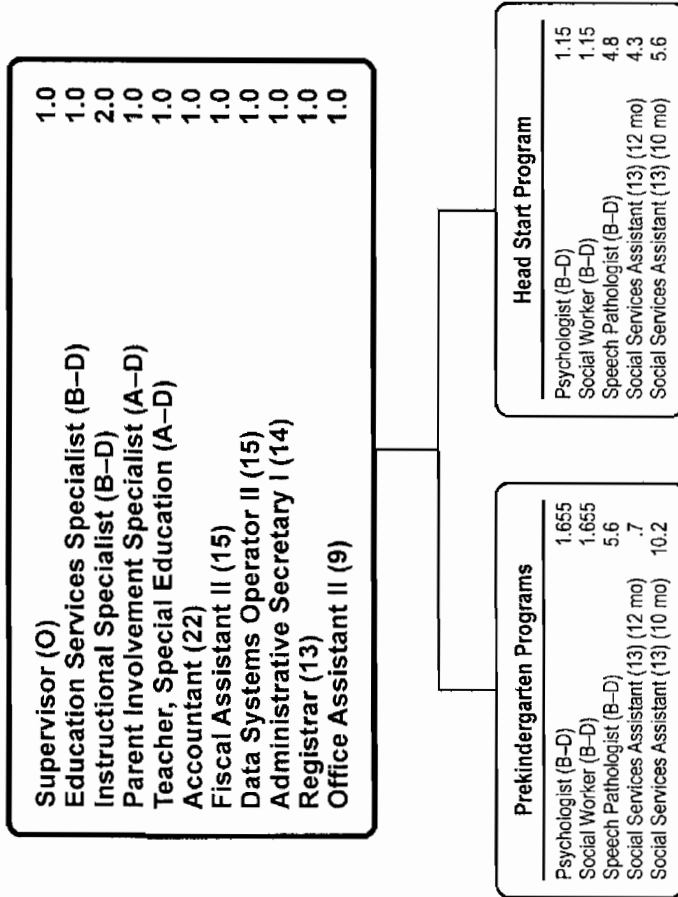 Supervisor (O) 1.0
Education Services Specialist (B–D) 1.0
Instructional Specialist (B–D) 2.0
Parent Involvement Specialist (A–D) 1.0
Teacher, Special Education (A–D) 1.0
Accountant (22) 1.0
Fiscal Assistant II (15) 1.0
Data Systems Operator II (15) 1.0
Administrative Secretary I (14) 1.0
Registrar (13) 1.0
Office Assistant II (9) 1.0
Prekindergarten Programs
Psychologist (B–D) 1.655
Social Worker (B–D) 1.655
Speech Pathologist (B–D) 5.6
Social Services Assistant (13) (12 mo) .7
Social Services Assistant (13) (10 mo) 10.2
Head Start Program
Psychologist (B–D) 1.15
Social Worker (B–D) 1.15
Speech Pathologist (B–D) 4.8
Social Services Assistant (13) (12 mo) 4.3
Social Services Assistant (13) (10 mo) 5.6